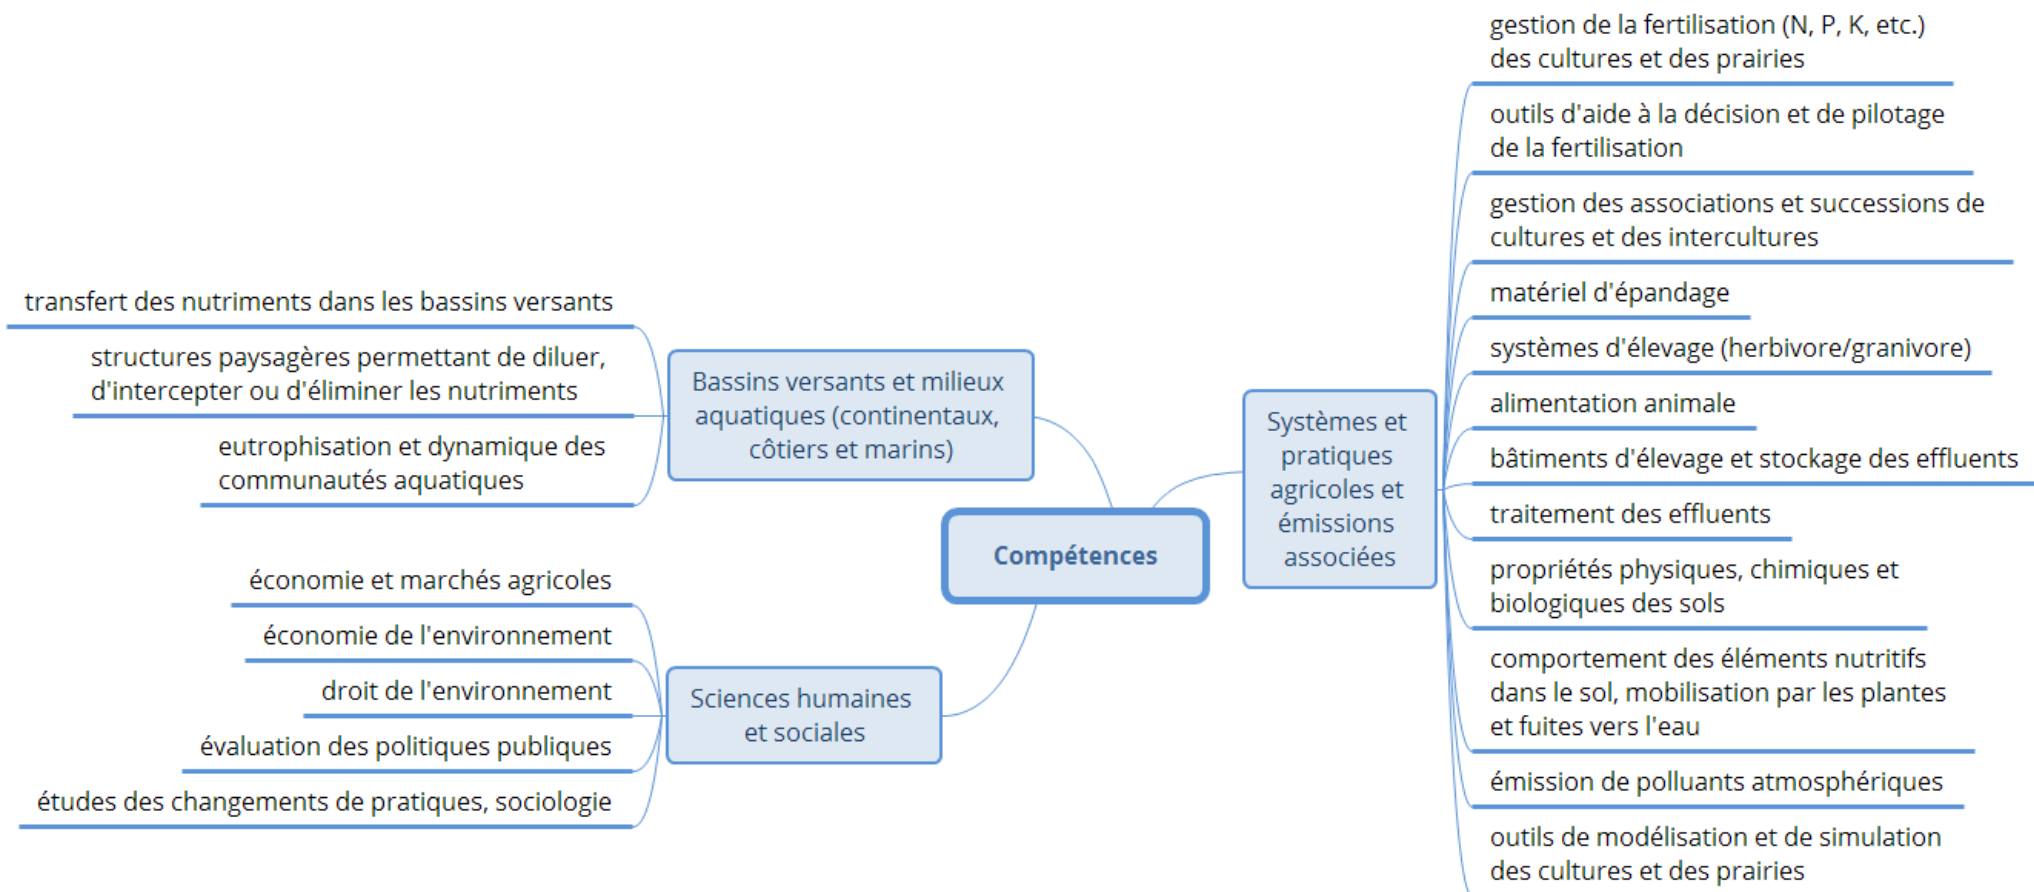 Compétences
Bassins versants et milieux
aquatiques (continentaux,
côtiers et marins)
transfert des nutriments dans les bassins versants
structures paysagères permettant de diluer,
d'intercepter ou d'éliminer les nutriments
eutrophisation et dynamique des
communautés aquatiques
Sciences humaines
et sociales
économie et marchés agricoles
économie de l'environnement
droit de l'environnement
évaluation des politiques publiques
études des changements de pratiques, sociologie
Systèmes et
pratiques
agricoles et
émissions
associées
gestion de la fertilisation (N, P, K, etc.)
des cultures et des prairies
outils d'aide à la décision et de pilotage
de la fertilisation
gestion des associations et successions de
cultures et des intercultures
matériel d'épandage
systèmes d'élevage (herbivore/granivore)
alimentation animale
bâtiments d'élevage et stockage des effluents
traitement des effluents
propriétés physiques, chimiques et
biologiques des sols
comportement des éléments nutritifs
dans le sol, mobilisation par les plantes
et fuites vers l'eau
émission de polluants atmosphériques
outils de modélisation et de simulation
des cultures et des prairies